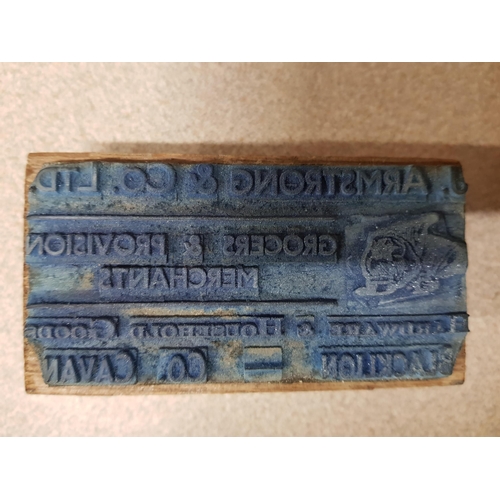 J. ARMSTRONG & CO. LTD.
GROCERS & PROVISION
MERCHANTS
HARDWARE & HOUSEHOLD GOODS
BLACKLION — CO CAVAN